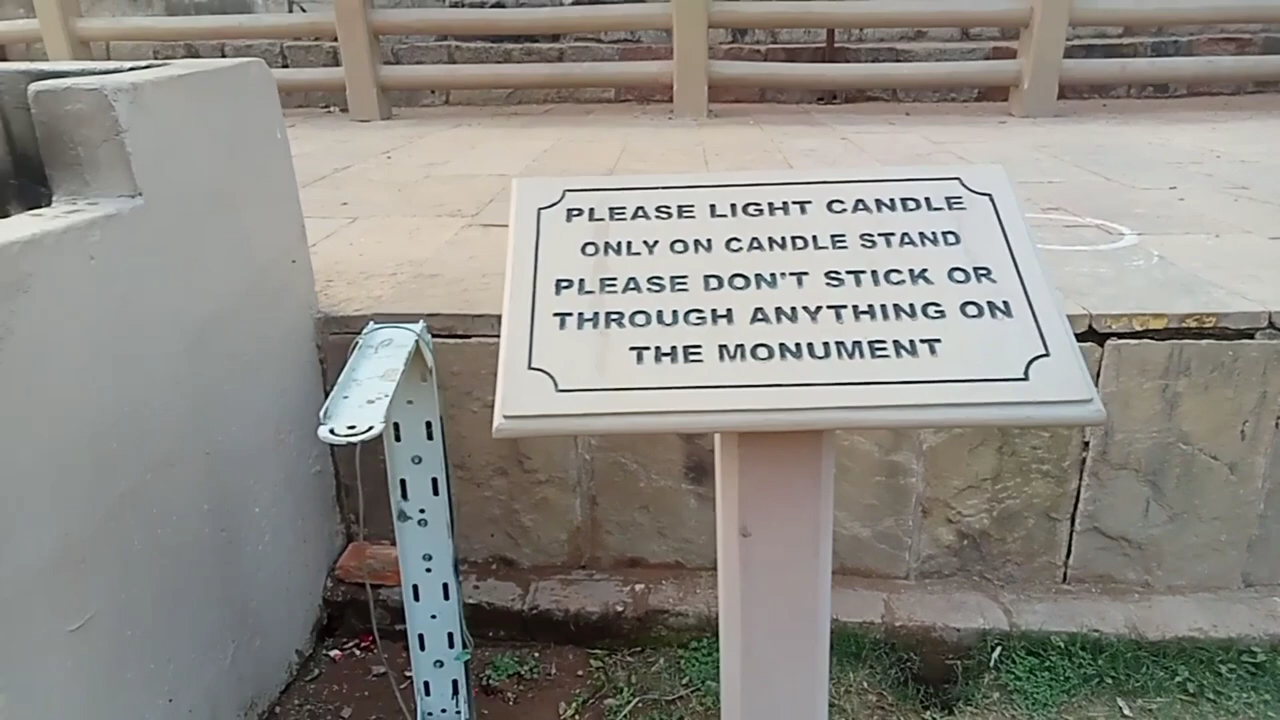 PLEASE LIGHT CANDLE
ONLY ON CANDLE STAND
PLEASE DON'T STICK OR
THROUGH ANYTHING ON
THE MONUMENT